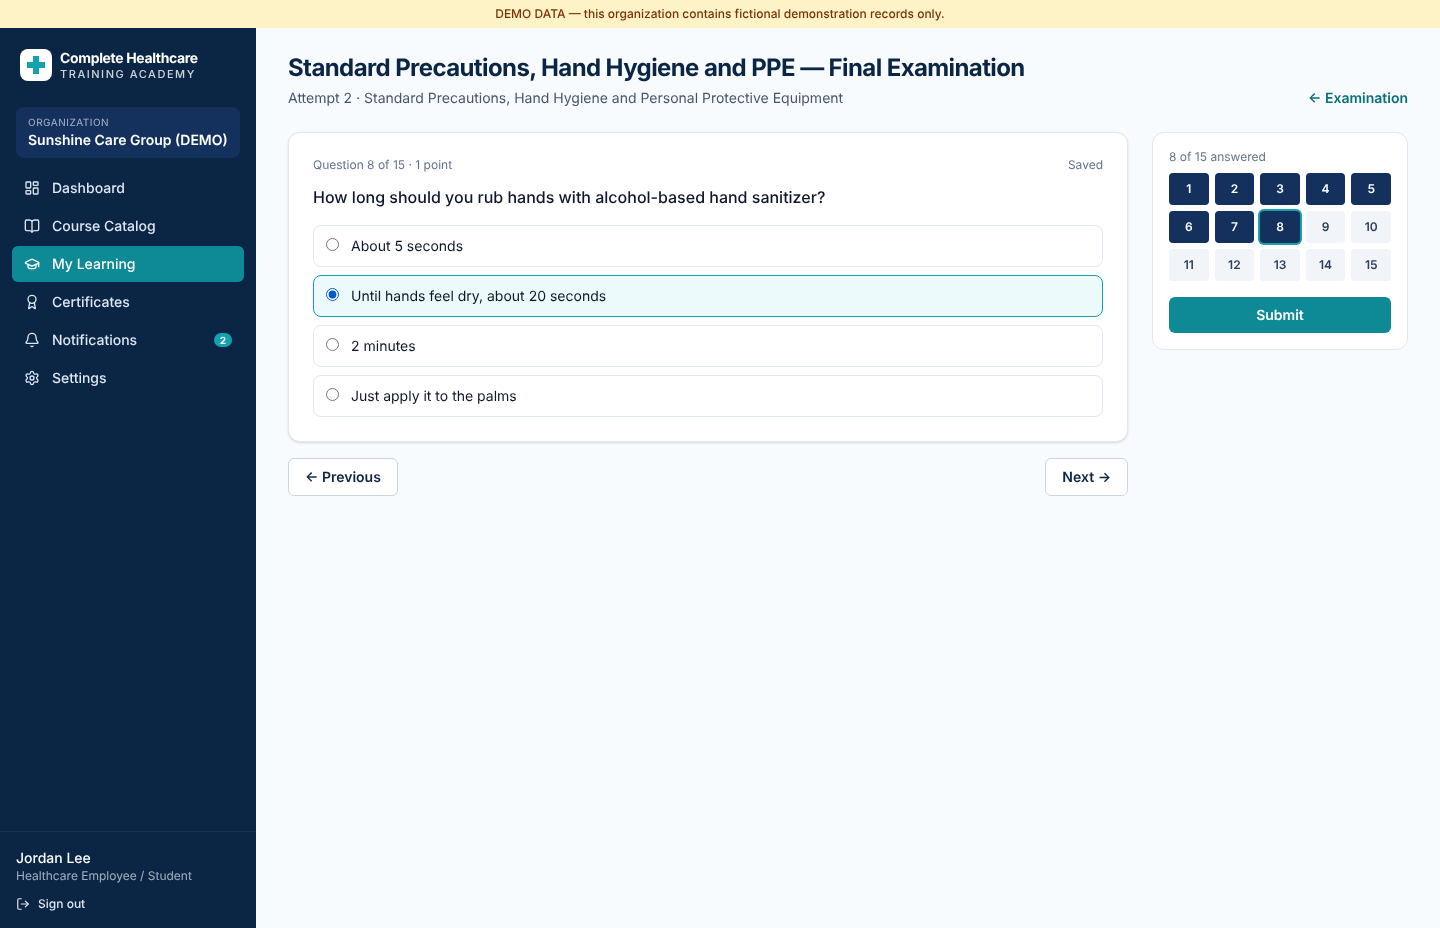 DEMO DATA — this organization contains fictional demonstration records only.
Complete Healthcare
TRAINING ACADEMY
ORGANIZATION
Sunshine Care Group (DEMO)
Dashboard
Course Catalog
My Learning
Certificates
Notifications 2
Settings
Jordan Lee
Healthcare Employee / Student
Sign out
Standard Precautions, Hand Hygiene and PPE — Final Examination
Attempt 2 · Standard Precautions, Hand Hygiene and Personal Protective Equipment
← Examination
Question 8 of 15 · 1 point
Saved
How long should you rub hands with alcohol-based hand sanitizer?
About 5 seconds
Until hands feel dry, about 20 seconds
2 minutes
Just apply it to the palms
← Previous
Next →
8 of 15 answered
1 2 3 4 5
6 7 8 9 10
11 12 13 14 15
Submit